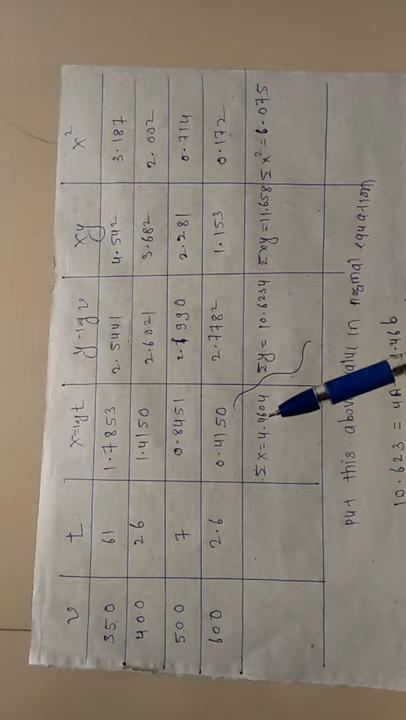 v t x=logt y=log v xy x²
350 61 1.7853 2.5441 4.542 3.187
400 26 1.4150 2.6021 3.682 2.002
500 7 0.8451 2.6990 2.281 0.714
600 2.6 0.4150 2.7782 1.153 0.172
Σx=4.4604 Σy= 10.6234 Σxy =11.658 Σx²=6.075
put this above value in normal equation
10.623 = 4A .46b